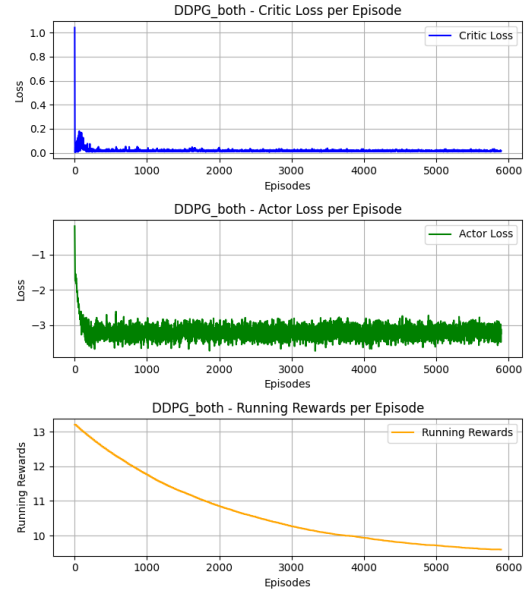 DDPG_both - Critic Loss per Episode
1.0
0.8
0.6
0.4
0.2
0.0
Loss
Critic Loss
0 1000 2000 3000 4000 5000 6000
Episodes
DDPG_both - Actor Loss per Episode
−1
−2
−3
Loss
Actor Loss
0 1000 2000 3000 4000 5000 6000
Episodes
DDPG_both - Running Rewards per Episode
13
12
11
10
Running Rewards
Running Rewards
0 1000 2000 3000 4000 5000 6000
Episodes